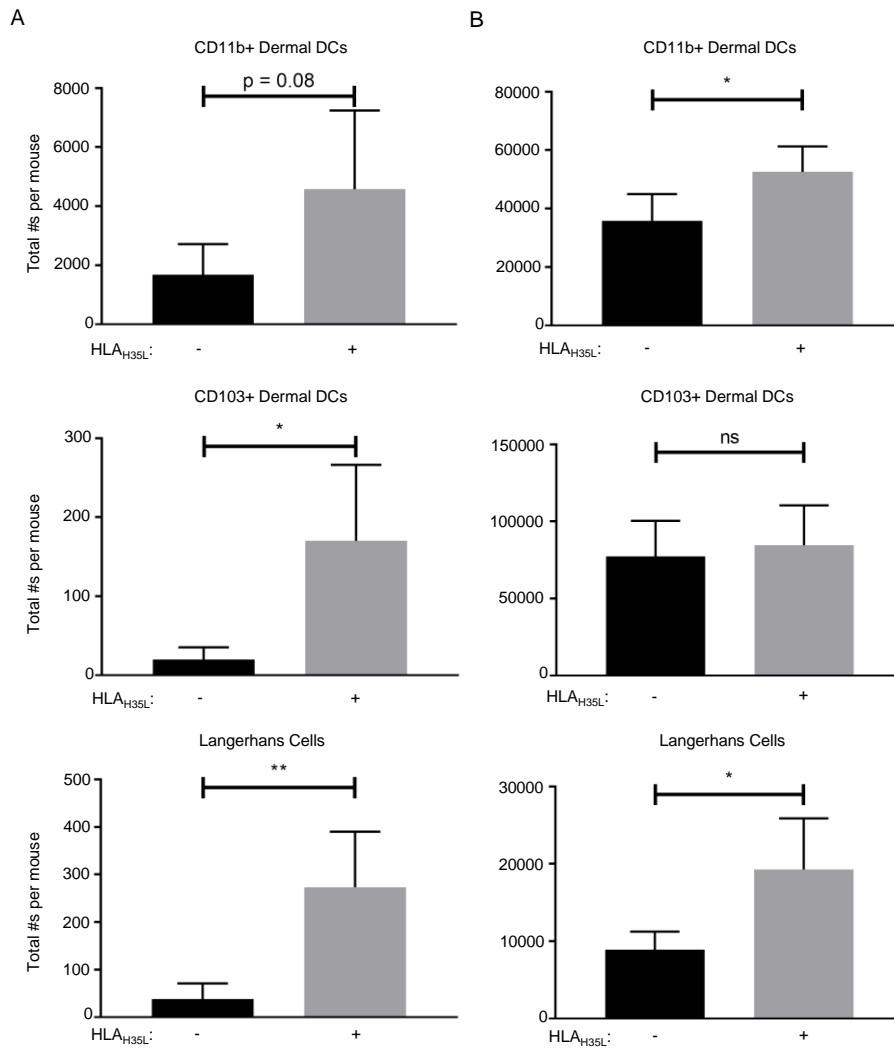 A
CD11b+ Dermal DCs
p = 0.08
8000
6000
4000
2000
0
Total #s per mouse
HLAH35L: - +
CD103+ Dermal DCs
*
300
200
100
0
Total #s per mouse
HLAH35L: - +
Langerhans Cells
**
500
400
300
200
100
0
Total #s per mouse
HLAH35L: - +
B
CD11b+ Dermal DCs
*
80000
60000
40000
20000
0
HLAH35L: - +
CD103+ Dermal DCs
ns
150000
100000
50000
0
HLAH35L: - +
Langerhans Cells
*
30000
20000
10000
0
HLAH35L: - +